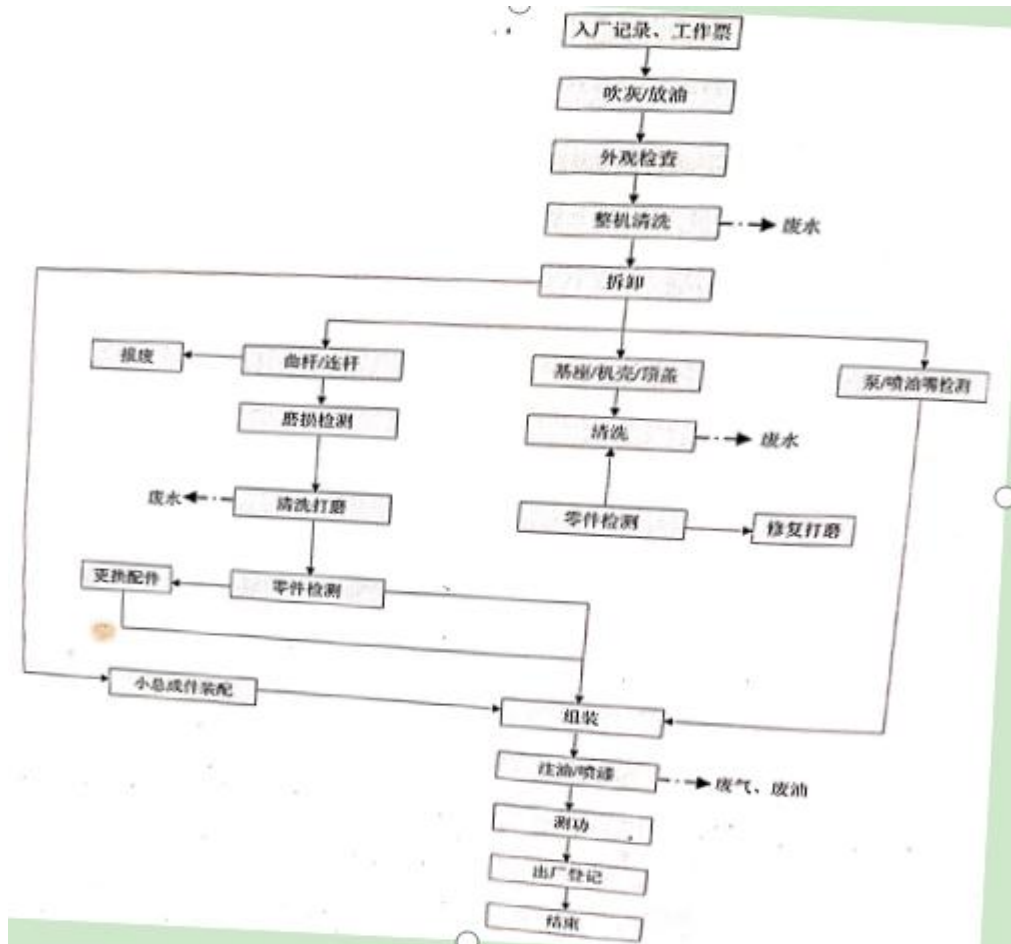 入厂记录、工作票
吹灰/放油
外观检查
整机清洗
废水
拆卸
报废
曲杆/连杆
基座/机壳/顶盖
泵/喷油嘴检测
磨损检测
清洗
废水
废水
清洗打磨
零件检测
修复打磨
更换配件
零件检测
小总成件装配
组装
注油/喷漆
废气、废油
测功
出厂登记
结束